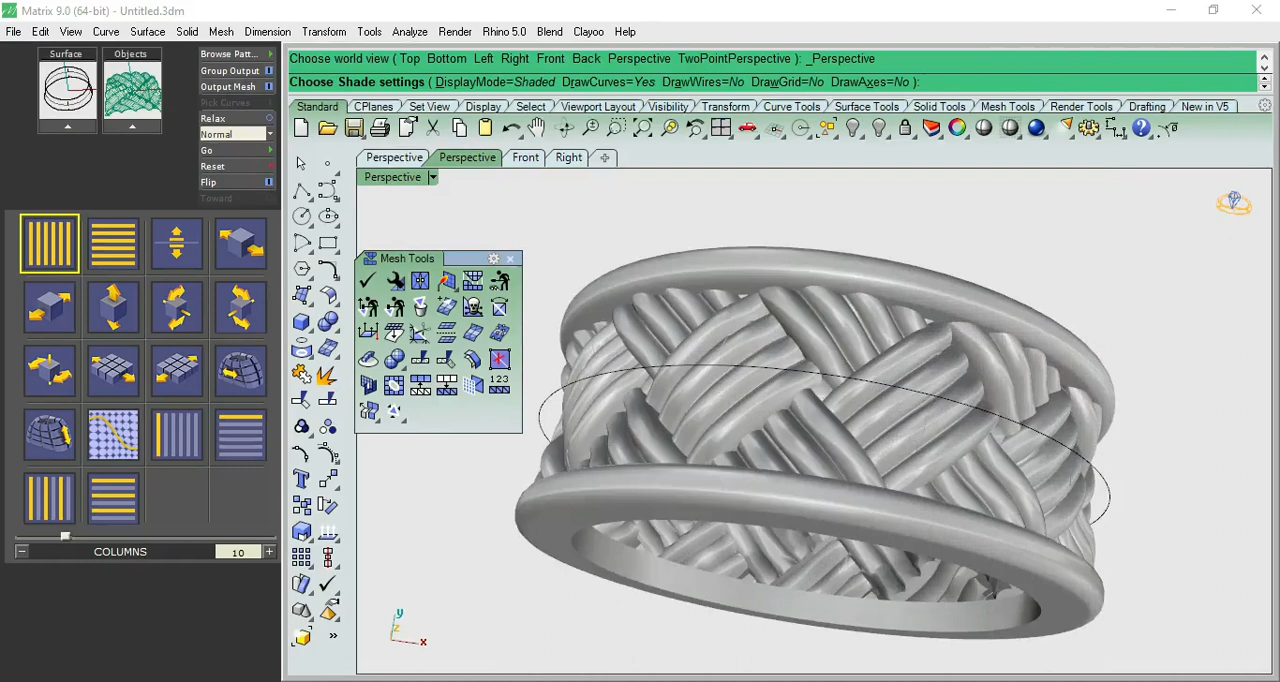 Matrix 9.0 (64-bit) - Untitled.3dm
File Edit View Curve Surface Solid Mesh Dimension Transform Tools Analyze Render Rhino 5.0 Blend Clayoo Help
Surface
Objects
Browse Patt...
Group Output
Output Mesh
Pick Curves
Relax
Normal
Go
Reset
Flip
Toward
Choose world view ( Top Bottom Left Right Front Back Perspective TwoPointPerspective ): _Perspective
Choose Shade settings ( DisplayMode=Shaded DrawCurves=Yes DrawWires=No DrawGrid=No DrawAxes=No ):
Standard CPlanes Set View Display Select Viewport Layout Visibility Transform Curve Tools Surface Tools Solid Tools Mesh Tools Render Tools Drafting New in V5
Perspective Perspective Front Right
Perspective
Mesh Tools
1 2 3
COLUMNS 10
y
z
x